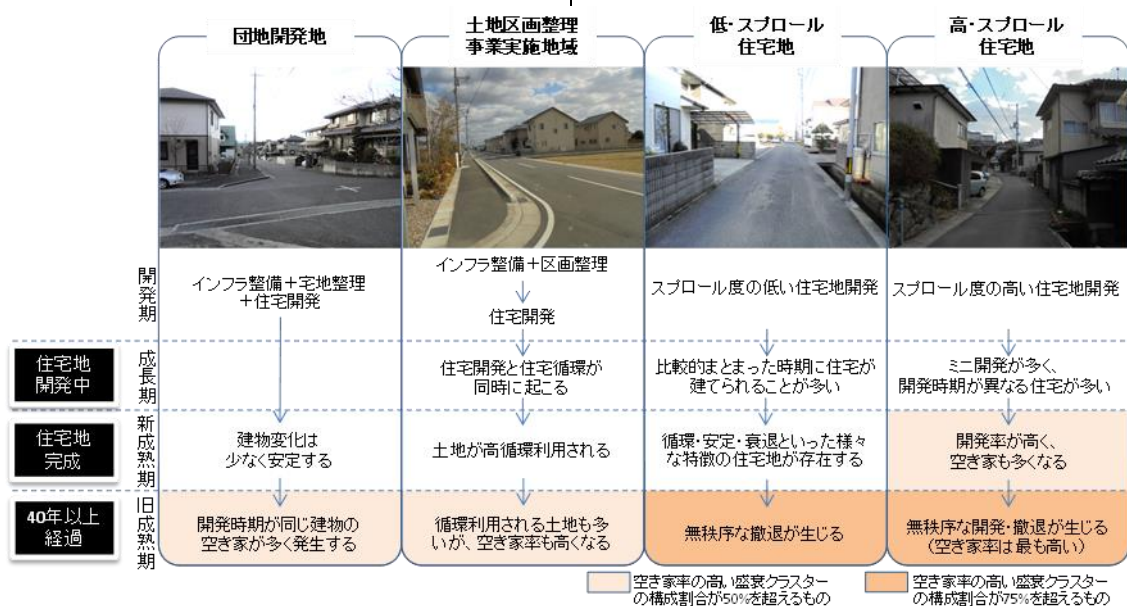 団地開発地
土地区画整理
事業実施地域
低・スプロール
住宅地
高・スプロール
住宅地
開発期
インフラ整備＋宅地整理
＋住宅開発
インフラ整備＋区画整理
住宅開発
スプロール度の低い住宅地開発
スプロール度の高い住宅地開発
住宅地
開発中
成長期
住宅開発と住宅循環が
同時に起こる
比較的まとまった時期に住宅が
建てられることが多い
ミニ開発が多く、
開発時期が異なる住宅が多い
住宅地
完成
新成熟期
建物変化は
少なく安定する
土地が高循環利用される
循環・安定・衰退といった様々
な特徴の住宅地が存在する
開発率が高く、
空き家も多くなる
40年以上
経過
旧成熟期
開発時期が同じ建物の
空き家が多く発生する
循環利用される土地も多
いが、空き家率も高くなる
無秩序な撤退が生じる
無秩序な開発・撤退が生じる
(空き家率は最も高い)
空き家率の高い盛衰クラスター
の構成割合が50%を超えるもの
空き家率の高い盛衰クラスター
の構成割合が75%を超えるもの